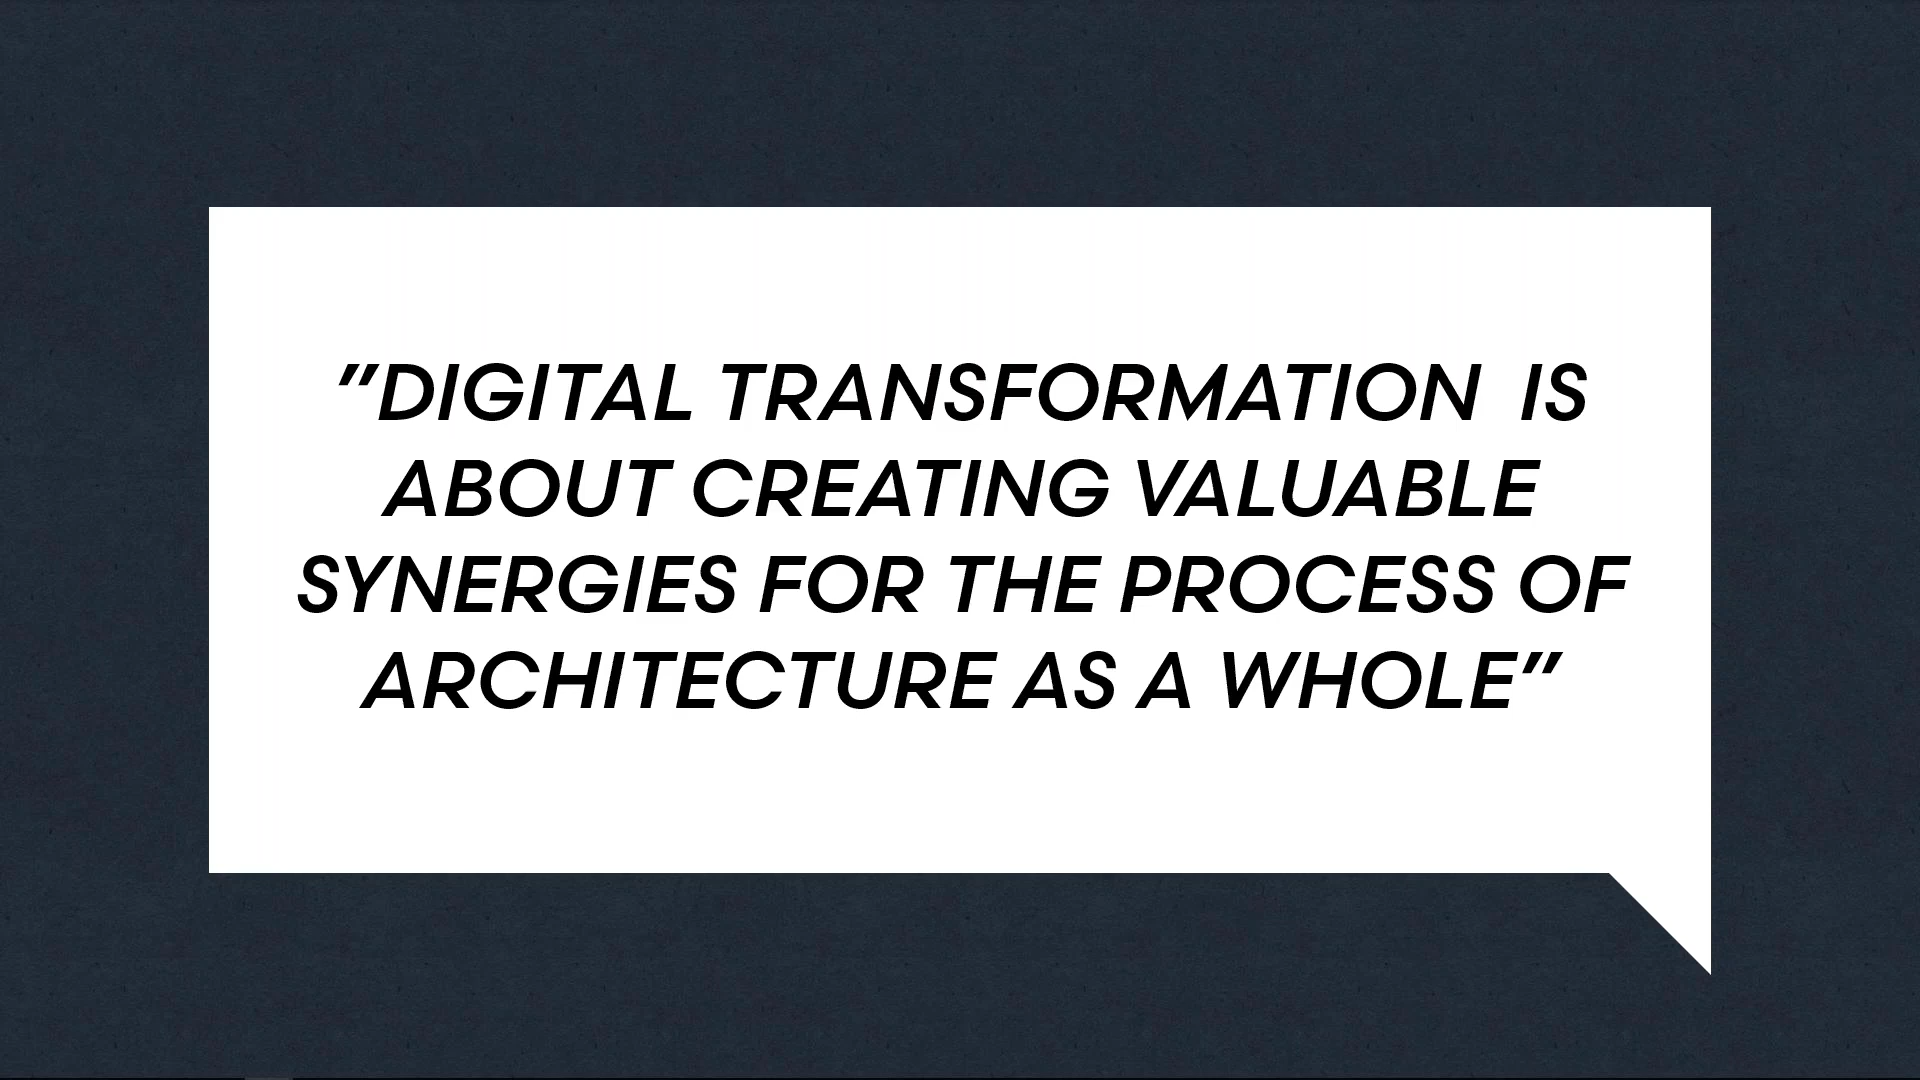 ”DIGITAL TRANSFORMATION  IS
ABOUT CREATING VALUABLE
SYNERGIES FOR THE PROCESS OF
ARCHITECTURE AS A WHOLE”